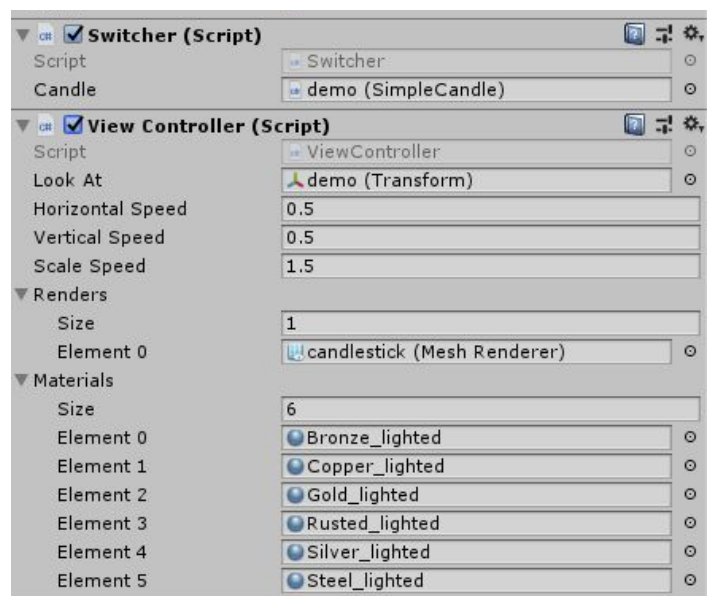 Switcher (Script)
Script Switcher
Candle demo (SimpleCandle)
View Controller (Script)
Script ViewController
Look At demo (Transform)
Horizontal Speed 0.5
Vertical Speed 0.5
Scale Speed 1.5
Renders
Size 1
Element 0 candlestick (Mesh Renderer)
Materials
Size 6
Element 0 Bronze_lighted
Element 1 Copper_lighted
Element 2 Gold_lighted
Element 3 Rusted_lighted
Element 4 Silver_lighted
Element 5 Steel_lighted